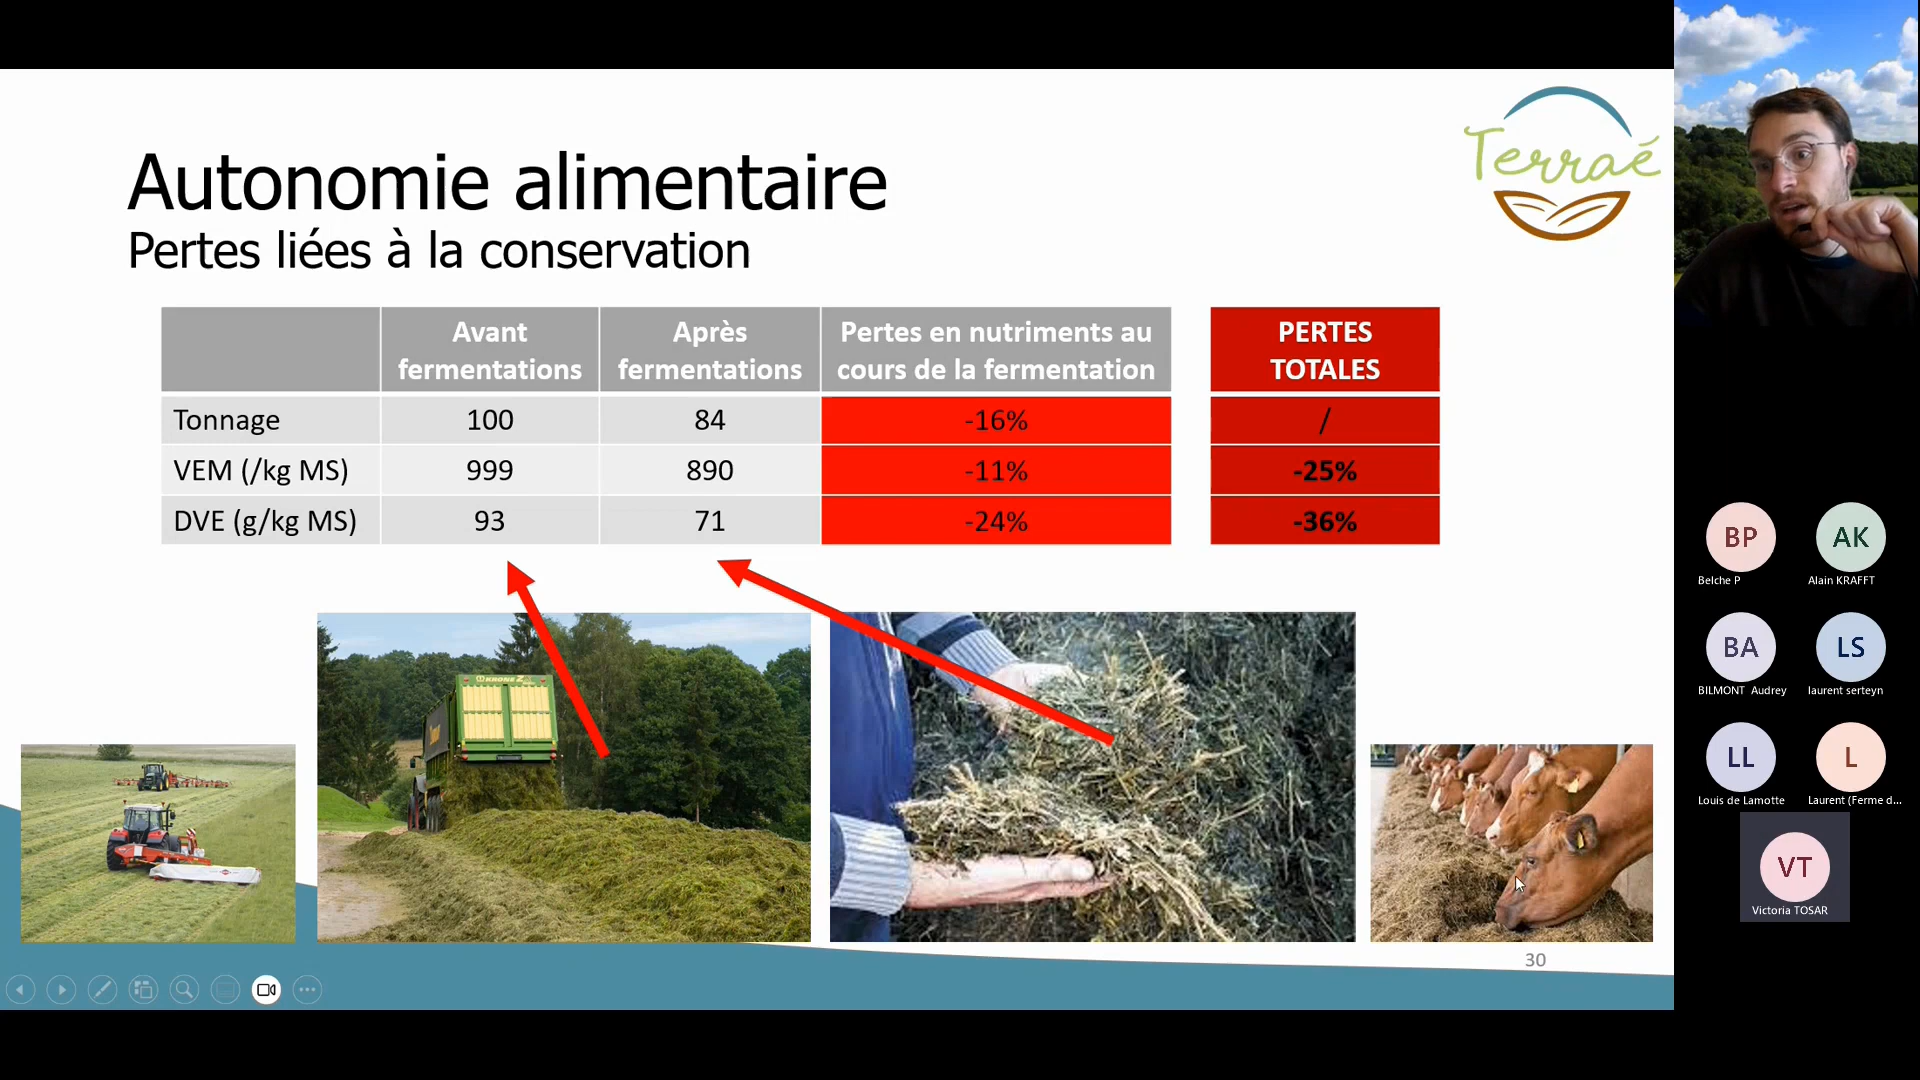 Autonomie alimentaire
Pertes liées à la conservation
Terraé
Avant fermentations
Après fermentations
Pertes en nutriments au cours de la fermentation
PERTES TOTALES
Tonnage 100 84 -16% /
VEM (/kg MS) 999 890 -11% -25%
DVE (g/kg MS) 93 71 -24% -36%
KRONE
30
BP
Belche P
AK
Alain KRAFFT
BA
BILMONT Audrey
LS
laurent serteyn
LL
Louis de Lamotte
L
Laurent (Ferme d...
VT
Victoria TOSAR